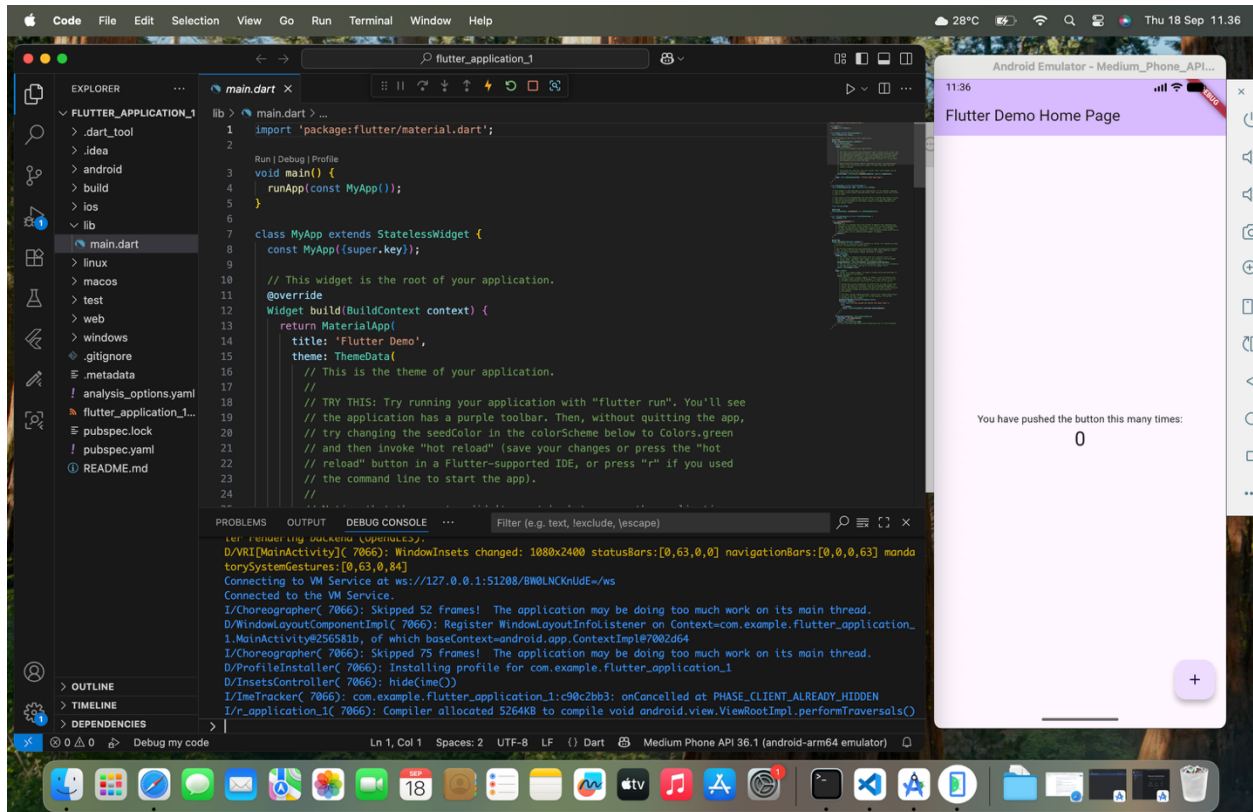 Code File Edit Selection View Go Run Terminal Window Help
28°C Thu 18 Sep 11.36
flutter_application_1
EXPLORER
FLUTTER_APPLICATION_1
.dart_tool
.idea
android
build
ios
lib
main.dart
linux
macos
test
web
windows
.gitignore
.metadata
analysis_options.yaml
flutter_application_1...
pubspec.lock
pubspec.yaml
README.md
OUTLINE
TIMELINE
DEPENDENCIES
main.dart
lib > main.dart > ...
1 import 'package:flutter/material.dart';
2
Run | Debug | Profile
3 void main() {
4 runApp(const MyApp());
5 }
6
7 class MyApp extends StatelessWidget {
8 const MyApp({super.key});
9
10 // This widget is the root of your application.
11 @override
12 Widget build(BuildContext context) {
13 return MaterialApp(
14 title: 'Flutter Demo',
15 theme: ThemeData(
16 // This is the theme of your application.
17 //
18 // TRY THIS: Try running your application with "flutter run". You'll see
19 // the application has a purple toolbar. Then, without quitting the app,
20 // try changing the seedColor in the colorScheme below to Colors.green
21 // and then invoke "hot reload" (save your changes or press the "hot
22 // reload" button in a Flutter-supported IDE, or press "r" if you used
23 // the command line to start the app).
24 //
PROBLEMS OUTPUT DEBUG CONSOLE ... Filter (e.g. text, !exclude, \escape)
ler rendering backend (OpenGLES).
D/VRI[MainActivity]( 7066): WindowInsets changed: 1080x2400 statusBars:[0,63,0,0] navigationBars:[0,0,0,63] manda
torySystemGestures:[0,63,0,84]
Connecting to VM Service at ws://127.0.0.1:51208/BW0LNCKnUdE=/ws
Connected to the VM Service.
I/Choreographer( 7066): Skipped 52 frames! The application may be doing too much work on its main thread.
D/WindowLayoutComponentImpl( 7066): Register WindowLayoutInfoListener on Context=com.example.flutter_application_
1.MainActivity@256581b, of which baseContext=android.app.ContextImpl@7002d64
I/Choreographer( 7066): Skipped 75 frames! The application may be doing too much work on its main thread.
D/ProfileInstaller( 7066): Installing profile for com.example.flutter_application_1
D/InsetsController( 7066): hide(ime())
I/ImeTracker( 7066): com.example.flutter_application_1:c90c2bb3: onCancelled at PHASE_CLIENT_ALREADY_HIDDEN
I/r_application_1( 7066): Compiler allocated 5264KB to compile void android.view.ViewRootImpl.performTraversals()
>
0 0 Debug my code Ln 1, Col 1 Spaces: 2 UTF-8 LF {} Dart Medium Phone API 36.1 (android-arm64 emulator)
Android Emulator - Medium_Phone_API...
11:36
DEBUG
Flutter Demo Home Page
You have pushed the button this many times:
0
+
SEP
18
tv
1